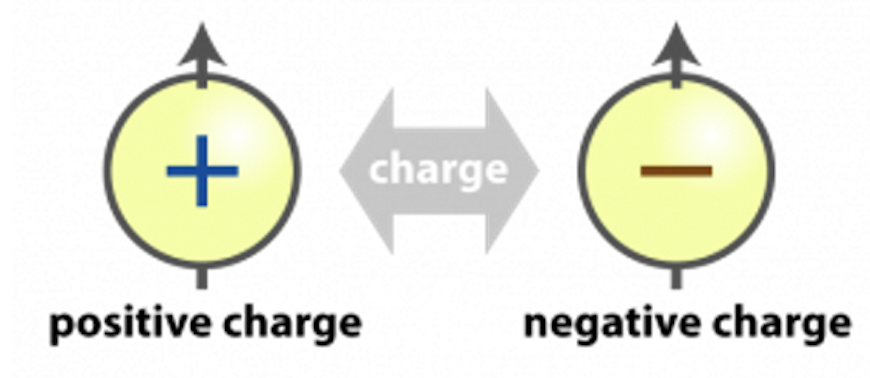 +
charge
−
positive charge
negative charge